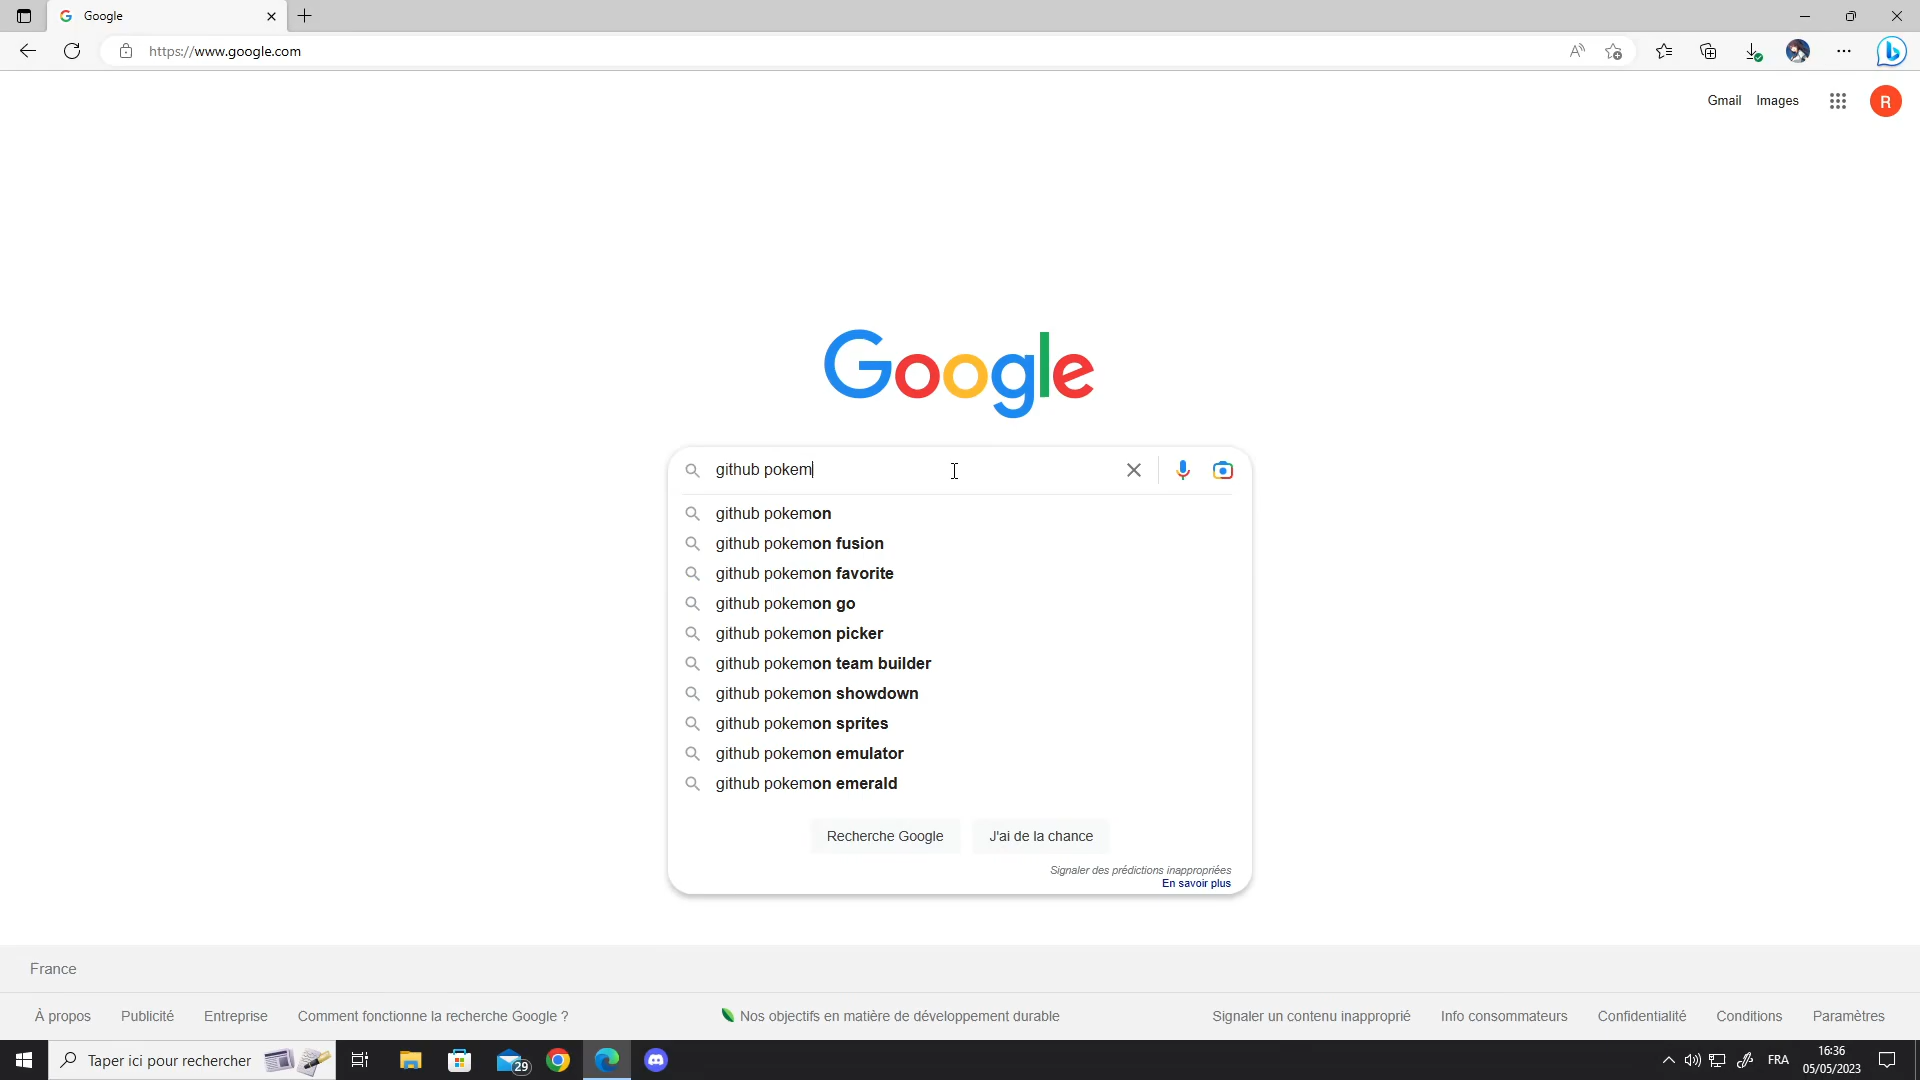 Google
https://www.google.com
Gmail Images
R
Google
github pokem
github pokemon
github pokemon fusion
github pokemon favorite
github pokemon go
github pokemon picker
github pokemon team builder
github pokemon showdown
github pokemon sprites
github pokemon emulator
github pokemon emerald
Recherche Google J'ai de la chance
Signaler des prédictions inappropriées
En savoir plus
France
À propos Publicité Entreprise Comment fonctionne la recherche Google ? Nos objectifs en matière de développement durable Signaler un contenu inapproprié Info consommateurs Confidentialité Conditions Paramètres
Taper ici pour rechercher 29 FRA 16:36
05/05/2023